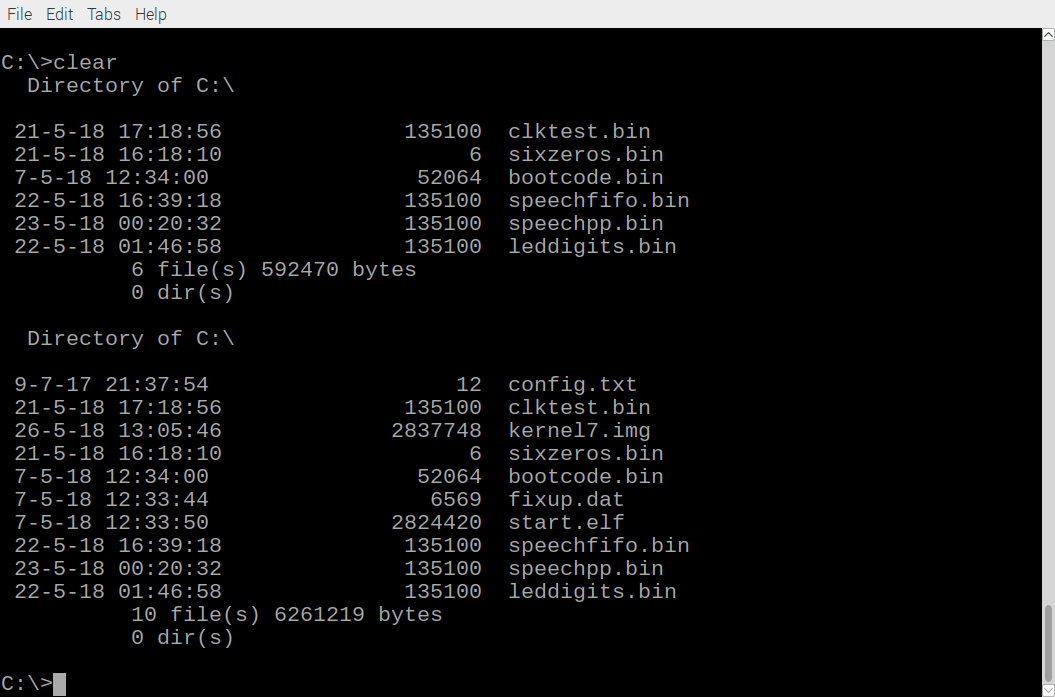 File Edit Tabs Help
C:\>clear
Directory of C:\
21-5-18 17:18:56 135100 clktest.bin
21-5-18 16:18:10 6 sixzeros.bin
7-5-18 12:34:00 52064 bootcode.bin
22-5-18 16:39:18 135100 speechfifo.bin
23-5-18 00:20:32 135100 speechpp.bin
22-5-18 01:46:58 135100 leddigits.bin
6 file(s) 592470 bytes
0 dir(s)
Directory of C:\
9-7-17 21:37:54 12 config.txt
21-5-18 17:18:56 135100 clktest.bin
26-5-18 13:05:46 2837748 kernel7.img
21-5-18 16:18:10 6 sixzeros.bin
7-5-18 12:34:00 52064 bootcode.bin
7-5-18 12:33:44 6569 fixup.dat
7-5-18 12:33:50 2824420 start.elf
22-5-18 16:39:18 135100 speechfifo.bin
23-5-18 00:20:32 135100 speechpp.bin
22-5-18 01:46:58 135100 leddigits.bin
10 file(s) 6261219 bytes
0 dir(s)
C:\>